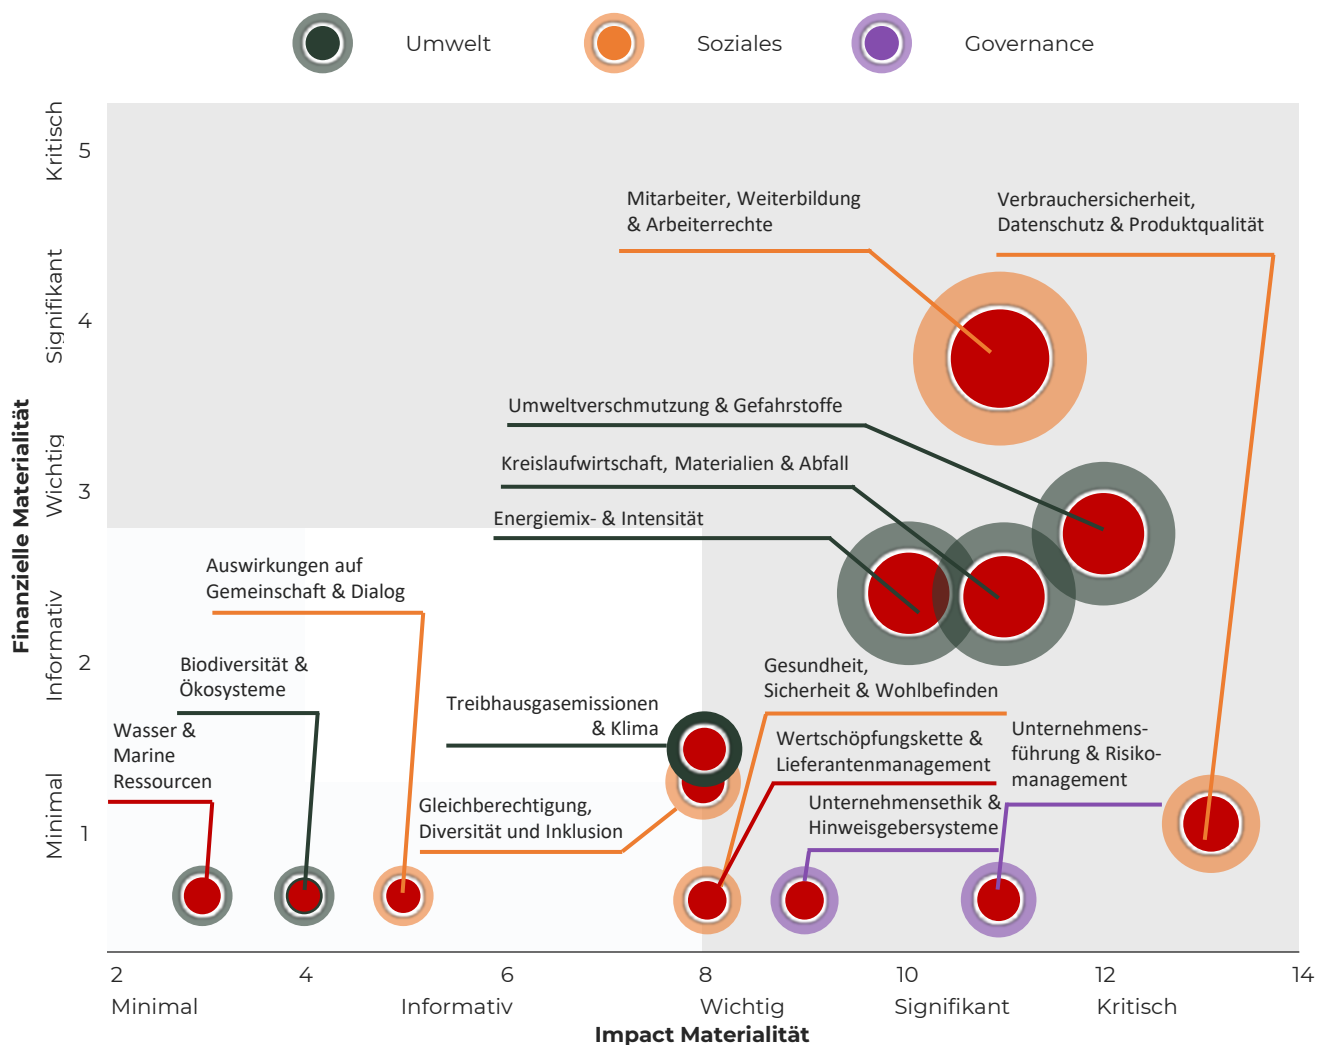 Umwelt
Soziales
Governance
Kritisch
5
Mitarbeiter, Weiterbildung
& Arbeiterrechte
Verbrauchersicherheit,
Datenschutz & Produktqualität
Signifikant
4
Finanzielle Materialität
Umweltverschmutzung & Gefahrstoffe
Wichtig
3
Kreislaufwirtschaft, Materialien & Abfall
Energiemix- & Intensität
Auswirkungen auf
Gemeinschaft & Dialog
Informativ
2
Biodiversität &
Ökosysteme
Gesundheit,
Sicherheit & Wohlbefinden
Treibhausgasemissionen
& Klima
Wasser &
Marine
Ressourcen
Wertschöpfungskette &
Lieferantenmanagement
Unternehmens-
führung & Risiko-
management
Minimal
1
Gleichberechtigung,
Diversität und Inklusion
Unternehmensethik &
Hinweisgebersysteme
2
4
6
8
10
12
14
Minimal
Informativ
Wichtig
Signifikant
Kritisch
Impact Materialität